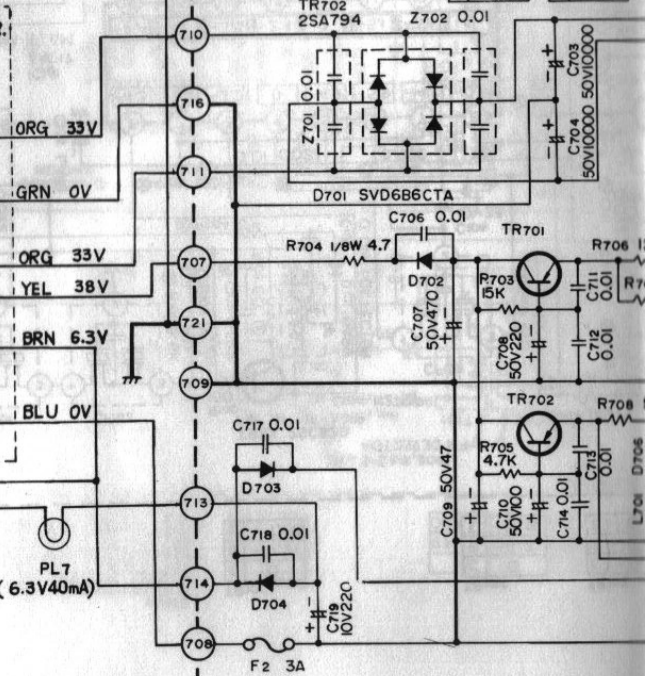 TR702
2SA794
Z702 0.01
710
716
711
707
721
709
713
714
708
ORG 33V
GRN 0V
ORG 33V
YEL 38V
BRN 6.3V
BLU 0V
Z701 0.01
C703
50V10000
C704
50V10000
D701 SVD6B6CTA
C706 0.01
R704 1/8W 4.7
D702
C707
50V470
TR701
R703
15K
C708
50V220
C711
0.01
C712
0.01
R706
TR702
R705
4.7K
C709 50V47
C710
50V100
C714 0.01
C713
0.01
R708
L701 D706
C717 0.01
D703
C718 0.01
D704
C719
10V220
PL7
(6.3V40mA)
F2 3A